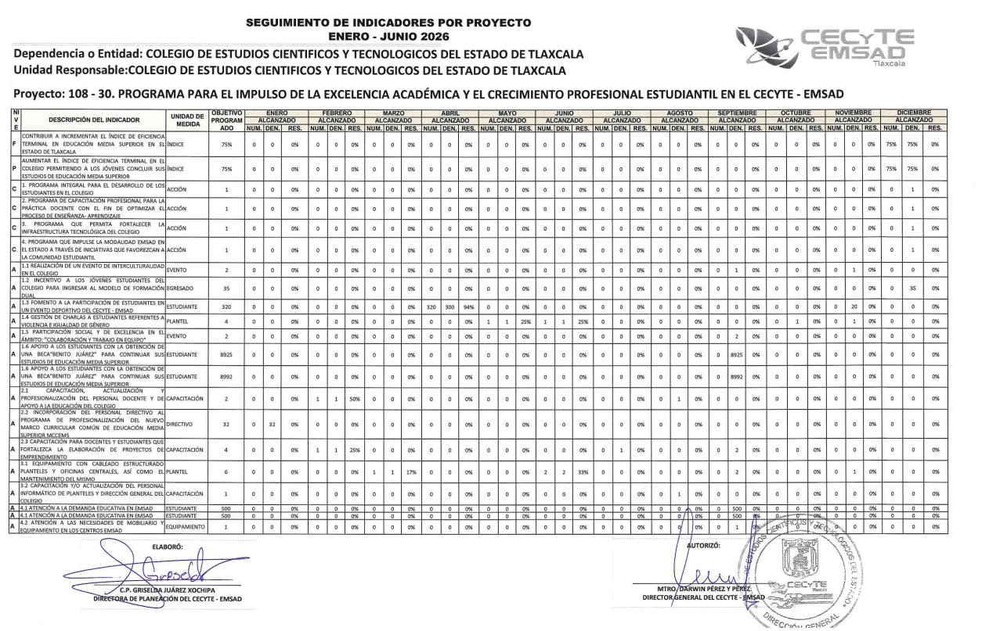 SEGUIMIENTO DE INDICADORES POR PROYECTO
ENERO - JUNIO 2026
CECyTE
EMSAD
Tlaxcala
Dependencia o Entidad: COLEGIO DE ESTUDIOS CIENTIFICOS Y TECNOLOGICOS DEL ESTADO DE TLAXCALA
Unidad Responsable:COLEGIO DE ESTUDIOS CIENTIFICOS Y TECNOLOGICOS DEL ESTADO DE TLAXCALA
Proyecto: 108 - 30. PROGRAMA PARA EL IMPULSO DE LA EXCELENCIA ACADÉMICA Y EL CRECIMIENTO PROFESIONAL ESTUDIANTIL EN EL CECYTE - EMSAD
NIVE DESCRIPCIÓN DEL INDICADOR UNIDAD DE MEDIDA OBJETIVO PROGRAMADO ENERO FEBRERO MARZO ABRIL MAYO JUNIO JULIO AGOSTO SEPTIEMBRE OCTUBRE NOVIEMBRE DICIEMBRE
ALCANZADO ALCANZADO ALCANZADO ALCANZADO ALCANZADO ALCANZADO ALCANZADO ALCANZADO ALCANZADO ALCANZADO ALCANZADO ALCANZADO
NUM. DEN. RES. NUM. DEN. RES. NUM. DEN. RES. NUM. DEN. RES. NUM. DEN. RES. NUM. DEN. RES. NUM. DEN. RES. NUM. DEN. RES. NUM. DEN. RES. NUM. DEN. RES. NUM. DEN. RES. NUM. DEN. RES.
F CONTRIBUIR A INCREMENTAR EL ÍNDICE DE EFICIENCIA TERMINAL EN EDUCACIÓN MEDIA SUPERIOR EN EL ESTADO DE TLAXCALA ÍNDICE 75% 0 0 0% 0 0 0% 0 0 0% 0 0 0% 0 0 0% 0 0 0% 0 0 0% 0 0 0% 0 0 0% 0 0 0% 0 0 0% 75% 75% 0%
P AUMENTAR EL ÍNDICE DE EFICIENCIA TERMINAL EN EL COLEGIO PERMITIENDO A LOS JÓVENES CONCLUIR SUS ESTUDIOS DE EDUCACIÓN MEDIA SUPERIOR ÍNDICE 75% 0 0 0% 0 0 0% 0 0 0% 0 0 0% 0 0 0% 0 0 0% 0 0 0% 0 0 0% 0 0 0% 0 0 0% 0 0 0% 75% 75% 0%
C 1. PROGRAMA INTEGRAL PARA EL DESARROLLO DE LOS ESTUDIANTES EN EL COLEGIO ACCIÓN 1 0 0 0% 0 0 0% 0 0 0% 0 0 0% 0 0 0% 0 0 0% 0 0 0% 0 0 0% 0 0 0% 0 0 0% 0 0 0% 0 1 0%
C 2. PROGRAMA DE CAPACITACIÓN PROFESIONAL PARA LA PRÁCTICA DOCENTE CON EL FIN DE OPTIMIZAR EL PROCESO DE ENSEÑANZA- APRENDIZAJE ACCIÓN 1 0 0 0% 0 0 0% 0 0 0% 0 0 0% 0 0 0% 0 0 0% 0 0 0% 0 0 0% 0 0 0% 0 0 0% 0 0 0% 0 1 0%
C 3. PROGRAMA QUE PERMITA FORTALECER LA INFRAESTRUCTURA TECNOLÓGICA DEL COLEGIO ACCIÓN 1 0 0 0% 0 0 0% 0 0 0% 0 0 0% 0 0 0% 0 0 0% 0 0 0% 0 0 0% 0 0 0% 0 0 0% 0 0 0% 0 1 0%
C 4. PROGRAMA QUE IMPULSE LA MODALIDAD EMSAD EN EL ESTADO A TRAVÉS DE INICIATIVAS QUE FAVOREZCAN A LA COMUNIDAD ESTUDIANTIL ACCIÓN 1 0 0 0% 0 0 0% 0 0 0% 0 0 0% 0 0 0% 0 0 0% 0 0 0% 0 0 0% 0 0 0% 0 0 0% 0 0 0% 0 1 0%
A 1.1 REALIZACIÓN DE UN EVENTO DE INTERCULTURALIDAD EN EL COLEGIO EVENTO 2 0 0 0% 0 0 0% 0 0 0% 0 0 0% 0 0 0% 0 0 0% 0 0 0% 0 0 0% 0 1 0% 0 0 0% 0 1 0% 0 0 0%
A 1.2 INCENTIVO A LOS JÓVENES ESTUDIANTES DEL COLEGIO PARA INGRESAR AL MODELO DE FORMACIÓN DUAL EGRESADO 35 0 0 0% 0 0 0% 0 0 0% 0 0 0% 0 0 0% 0 0 0% 0 0 0% 0 0 0% 0 0 0% 0 0 0% 0 0 0% 0 35 0%
A 1.3 FOMENTO A LA PARTICIPACIÓN DE ESTUDIANTES EN UN EVENTO DEPORTIVO DEL CECYTE - EMSAD ESTUDIANTE 320 0 0 0% 0 0 0% 0 0 0% 320 300 94% 0 0 0% 0 0 0% 0 0 0% 0 0 0% 0 0 0% 0 0 0% 0 20 0% 0 0 0%
A 1.4 GESTIÓN DE CHARLAS A ESTUDIANTES REFERENTES A VIOLENCIA E IGUALDAD DE GÉNERO PLANTEL 4 0 0 0% 0 0 0% 0 0 0% 0 0 0% 1 1 25% 1 1 25% 0 0 0% 0 0 0% 0 0 0% 0 1 0% 0 1 0% 0 0 0%
A 1.5 PARTICIPACIÓN SOCIAL Y DE EXCELENCIA EN EL ÁMBITO: "COLABORACIÓN Y TRABAJO EN EQUIPO" EVENTO 2 0 0 0% 0 0 0% 0 0 0% 0 0 0% 0 0 0% 0 0 0% 0 0 0% 0 0 0% 0 2 0% 0 0 0% 0 0 0% 0 0 0%
A 1.6 APOYO A LOS ESTUDIANTES CON LA OBTENCIÓN DE UNA BECA"BENITO JUÁREZ" PARA CONTINUAR SUS ESTUDIOS DE EDUCACIÓN MEDIA SUPERIOR ESTUDIANTE 8925 0 0 0% 0 0 0% 0 0 0% 0 0 0% 0 0 0% 0 0 0% 0 0 0% 0 0 0% 0 8925 0% 0 0 0% 0 0 0% 0 0 0%
A 1.6 APOYO A LOS ESTUDIANTES CON LA OBTENCIÓN DE UNA BECA"BENITO JUÁREZ" PARA CONTINUAR SUS ESTUDIOS DE EDUCACIÓN MEDIA SUPERIOR ESTUDIANTE 8992 0 0 0% 0 0 0% 0 0 0% 0 0 0% 0 0 0% 0 0 0% 0 0 0% 0 0 0% 0 8992 0% 0 0 0% 0 0 0% 0 0 0%
A 2.1 CAPACITACIÓN, ACTUALIZACIÓN Y PROFESIONALIZACIÓN DEL PERSONAL DOCENTE Y DE APOYO A LA EDUCACIÓN DEL COLEGIO CAPACITACIÓN 2 0 0 0% 1 1 50% 0 0 0% 0 0 0% 0 0 0% 0 0 0% 0 0 0% 0 1 0% 0 0 0% 0 0 0% 0 0 0% 0 0 0%
A 2.2 INCORPORACIÓN DEL PERSONAL DIRECTIVO AL PROGRAMA DE PROFESIONALIZACIÓN DEL NUEVO MARCO CURRICULAR COMÚN DE EDUCACIÓN MEDIA SUPERIOR MCCEMS DIRECTIVO 32 0 32 0% 0 0 0% 0 0 0% 0 0 0% 0 0 0% 0 0 0% 0 0 0% 0 0 0% 0 0 0% 0 0 0% 0 0 0% 0 0 0%
A 2.3 CAPACITACIÓN PARA DOCENTES Y ESTUDIANTES QUE FORTALEZCA LA ELABORACIÓN DE PROYECTOS DE EMPRENDIMIENTO CAPACITACIÓN 4 0 0 0% 1 1 25% 0 0 0% 0 0 0% 0 0 0% 0 0 0% 0 1 0% 0 0 0% 0 2 0% 0 0 0% 0 0 0% 0 0 0%
A 3.1 EQUIPAMIENTO CON CABLEADO ESTRUCTURADO PLANTELES Y OFICINAS CENTRALES, ASÍ COMO EL MANTENIMIENTO DEL MISMO PLANTEL 6 0 0 0% 0 0 0% 1 1 17% 0 0 0% 0 0 0% 2 2 33% 0 0 0% 0 0 0% 0 2 0% 0 0 0% 0 1 0% 0 0 0%
A 3.2 CAPACITACIÓN Y/O ACTUALIZACIÓN DEL PERSONAL INFORMÁTICO DE PLANTELES Y DIRECCIÓN GENERAL DEL COLEGIO CAPACITACIÓN 1 0 0 0% 0 0 0% 0 0 0% 0 0 0% 0 0 0% 0 0 0% 0 0 0% 0 1 0% 0 0 0% 0 0 0% 0 0 0% 0 0 0%
A 4.1 ATENCIÓN A LA DEMANDA EDUCATIVA EN EMSAD ESTUDIANTE 500 0 0 0% 0 0 0% 0 0 0% 0 0 0% 0 0 0% 0 0 0% 0 0 0% 0 0 0% 0 500 0% 0 0 0% 0 0 0% 0 0 0%
A 4.1 ATENCIÓN A LA DEMANDA EDUCATIVA EN EMSAD ESTUDIANTE 500 0 0 0% 0 0 0% 0 0 0% 0 0 0% 0 0 0% 0 0 0% 0 0 0% 0 0 0% 0 500 0% 0 0 0% 0 0 0% 0 0 0%
A 4.2 ATENCIÓN A LAS NECESIDADES DE MOBILIARIO Y EQUIPAMIENTO EN LOS CENTROS EMSAD EQUIPAMIENTO 1 0 0 0% 0 0 0% 0 0 0% 0 0 0% 0 0 0% 0 0 0% 0 0 0% 0 0 0% 0 1 0% 0 0 0% 0 0 0% 0 0 0%
ELABORÓ:
Griselda
C.P. GRISELDA JUÁREZ XOCHIPA
DIRECTORA DE PLANEACIÓN DEL CECYTE - EMSAD
AUTORIZÓ:
MTRO. DARWIN PÉREZ Y PÉREZ
DIRECTOR GENERAL DEL CECYTE - EMSAD
DE ESTUDIOS CIENTÍFICOS Y TECNOLÓGICOS DEL ESTADO
CECyTE
Tlaxcala
DIRECCIÓN GENERAL